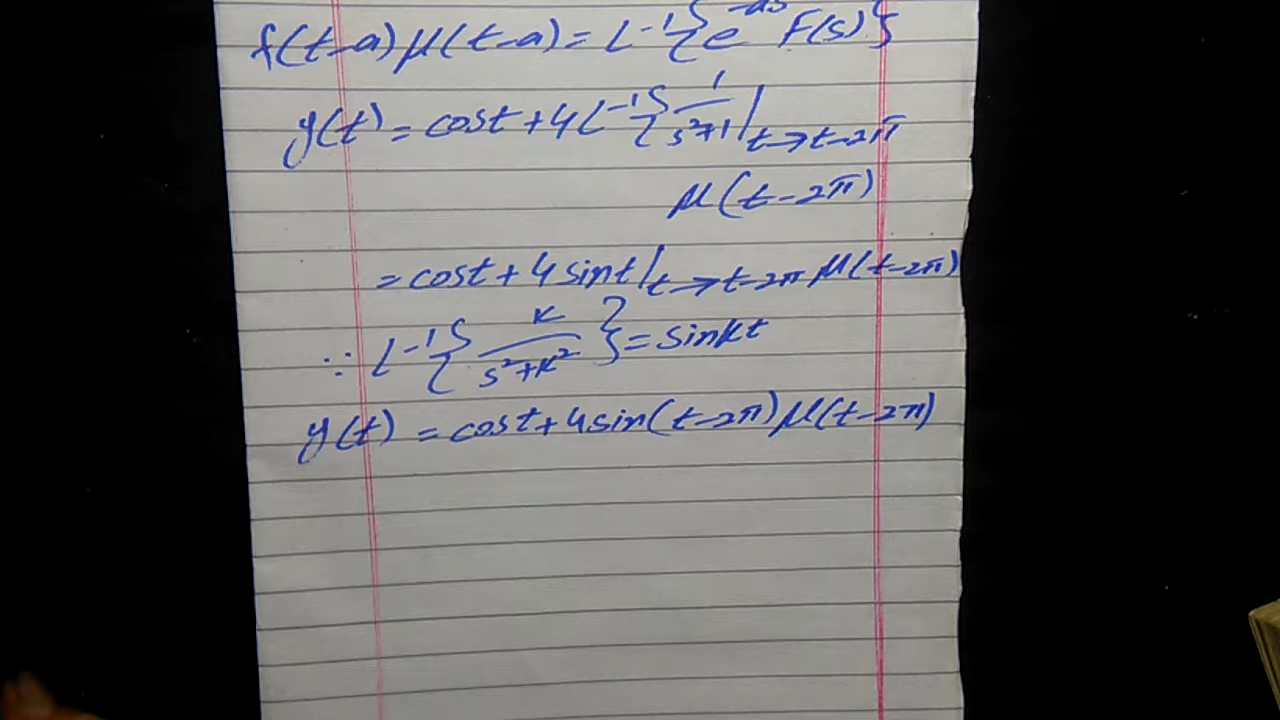 f(t-a)μ(t-a) = L⁻¹{e^-as F(s)}
y(t) = cost + 4L⁻¹{1/(s²+1)|t→t-2π
μ(t-2π)
= cost + 4 sint|t→t-2π μ(t-2π)
∵ L⁻¹{K/(s²+K²)} = sinkt
y(t) = cost + 4sin(t-2π)μ(t-2π)